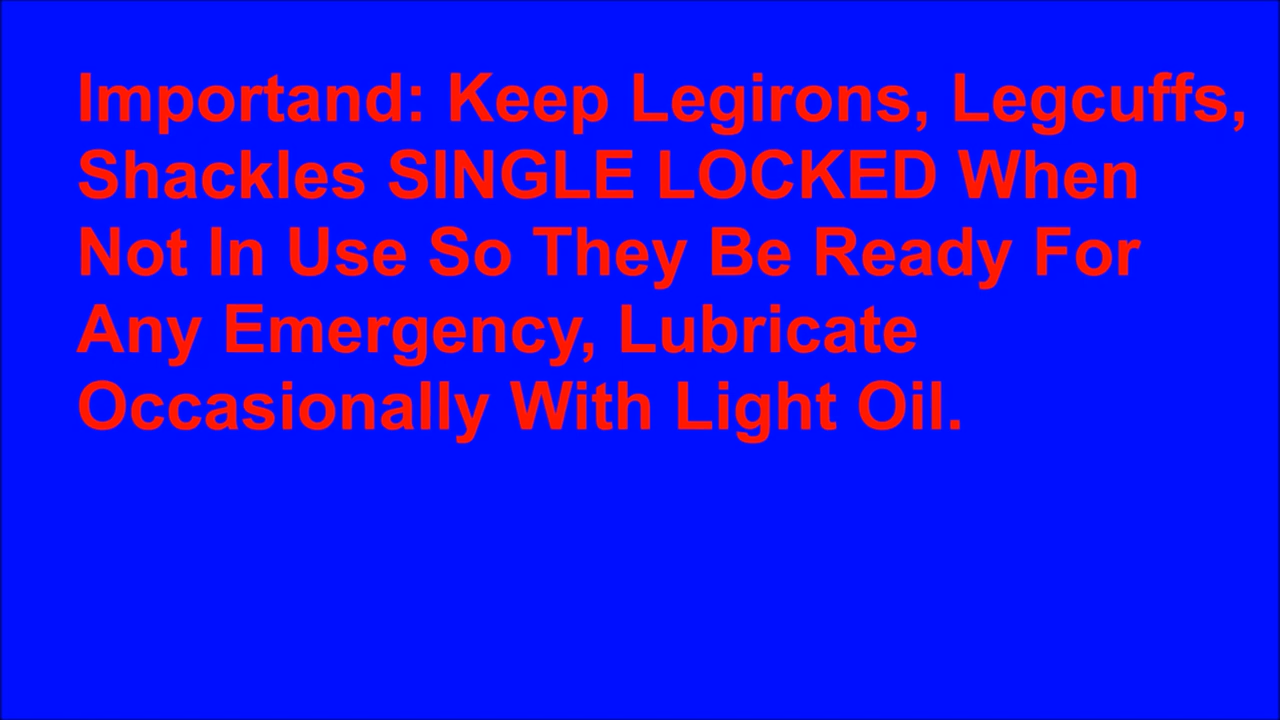 Importand: Keep Legirons, Legcuffs,
Shackles SINGLE LOCKED When
Not In Use So They Be Ready For
Any Emergency, Lubricate
Occasionally With Light Oil.